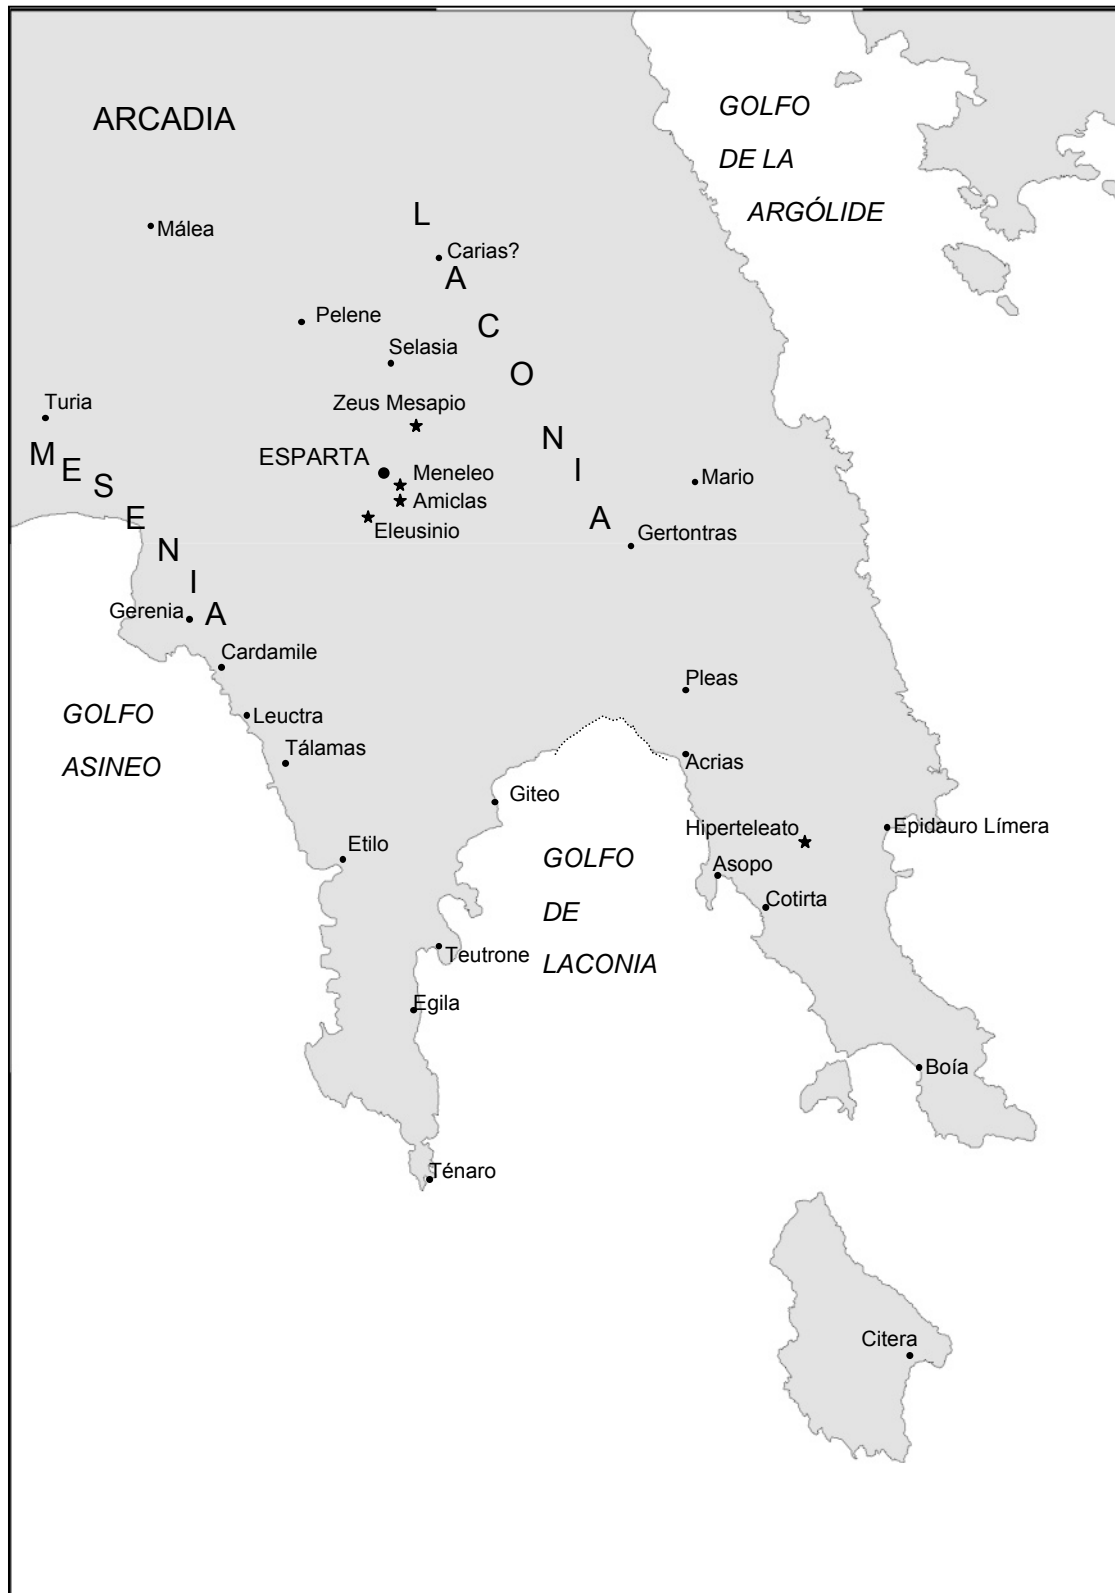 GOLFO
DE LA
ARGÓLIDE
ARCADIA
LACONIA
Málea
Carias?
Pelene
Selasia
Turia
Zeus Mesapio
MESENIA
ESPARTA
Meneleo
Amiclas
Eleusinio
Mario
Gertontras
Gerenia
Cardamile
Pleas
GOLFO
ASINEO
Leuctra
Tálamas
Acrias
Giteo
Hiperteleato
Epidauro Límera
Etilo
GOLFO
DE
LACONIA
Asopo
Cotirta
Teutrone
Egila
Boía
Ténaro
Citera